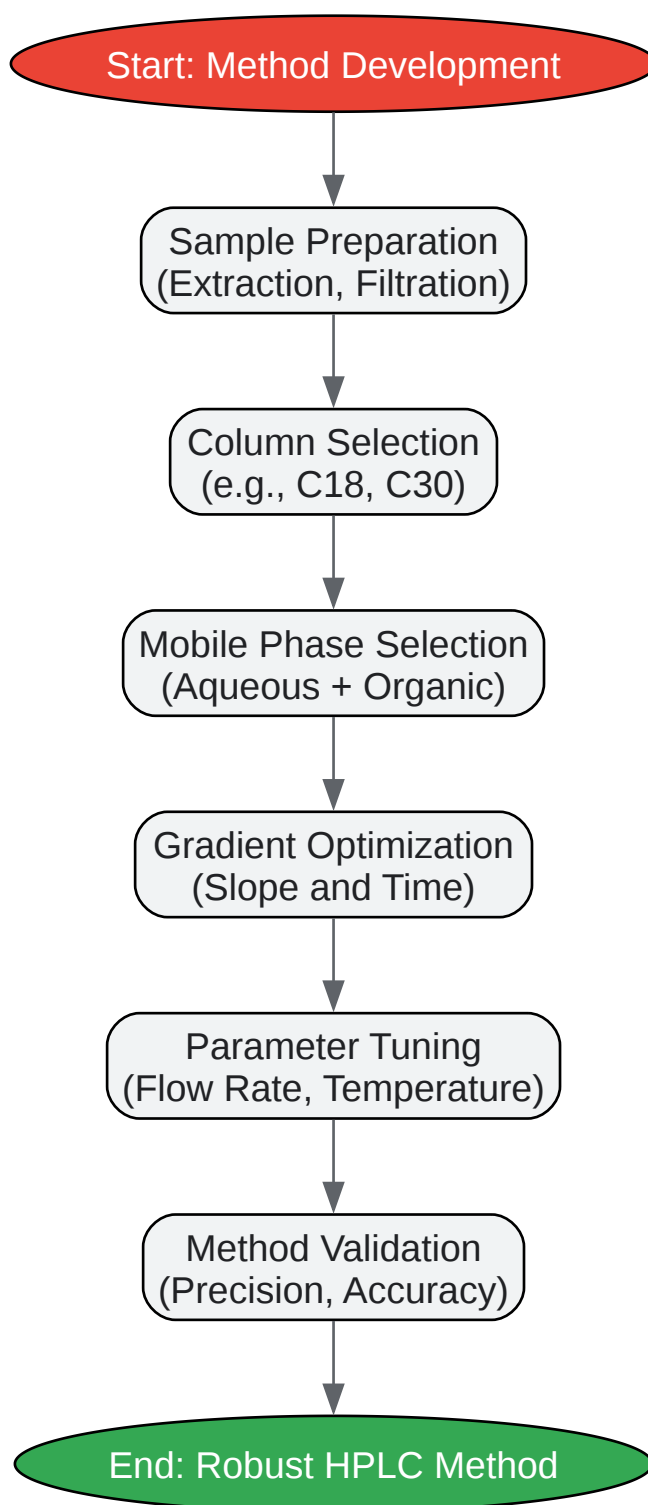 Start: Method Development
Sample Preparation
(Extraction, Filtration)
Column Selection
(e.g., C18, C30)
Mobile Phase Selection
(Aqueous + Organic)
Gradient Optimization
(Slope and Time)
Parameter Tuning
(Flow Rate, Temperature)
Method Validation
(Precision, Accuracy)
End: Robust HPLC Method